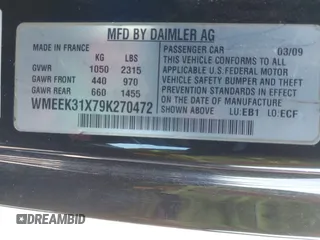 MFD BY DAIMLER AG
MADE IN FRANCE
PASSENGER CAR 03/09
KG LBS
GVWR 1050 2315
GAWR FRONT 440 970
GAWR REAR 660 1455
WMEEK31X79K270472
THIS VEHICLE CONFORMS TO ALL
APPLICABLE U.S.FEDERAL MOTOR
VEHICLE SAFETY BUMPER AND
THEFT PREVENTION STANDARDS
IN EFFECT ON THE DATE OF
MANUFACTURE
SHOWN ABOVE LU:EB1 LO:ECF
DREAMBID